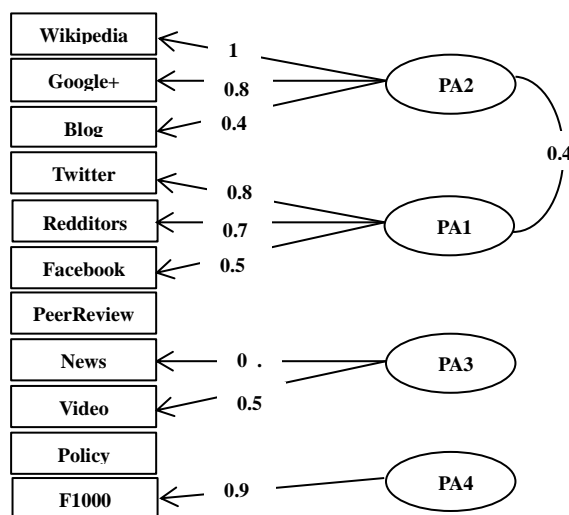 Wikipedia
1
Google+
0.8
PA2
Blog
0.4
0.4
Twitter
0.8
Redditors
0.7
PA1
Facebook
0.5
PeerReview
News
0 .
PA3
Video
0.5
Policy
F1000
0.9
PA4